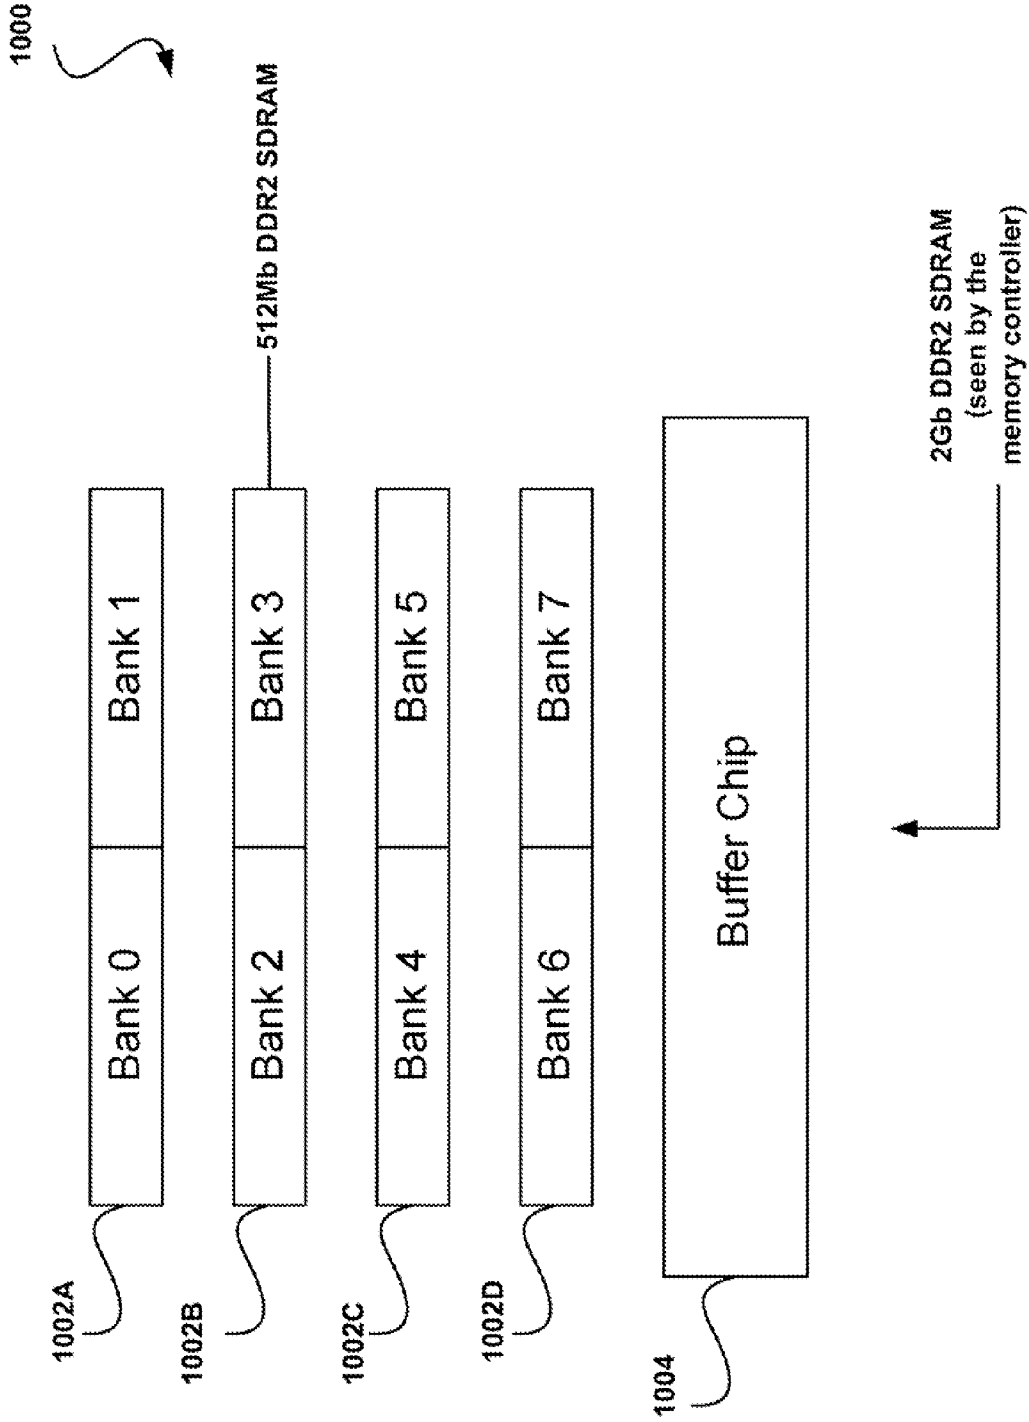 1000
1002A
Bank 0
Bank 1
1002B
Bank 2
Bank 3
512Mb DDR2 SDRAM
1002C
Bank 4
Bank 5
1002D
Bank 6
Bank 7
1004
Buffer Chip
2Gb DDR2 SDRAM
(seen by the
memory controller)